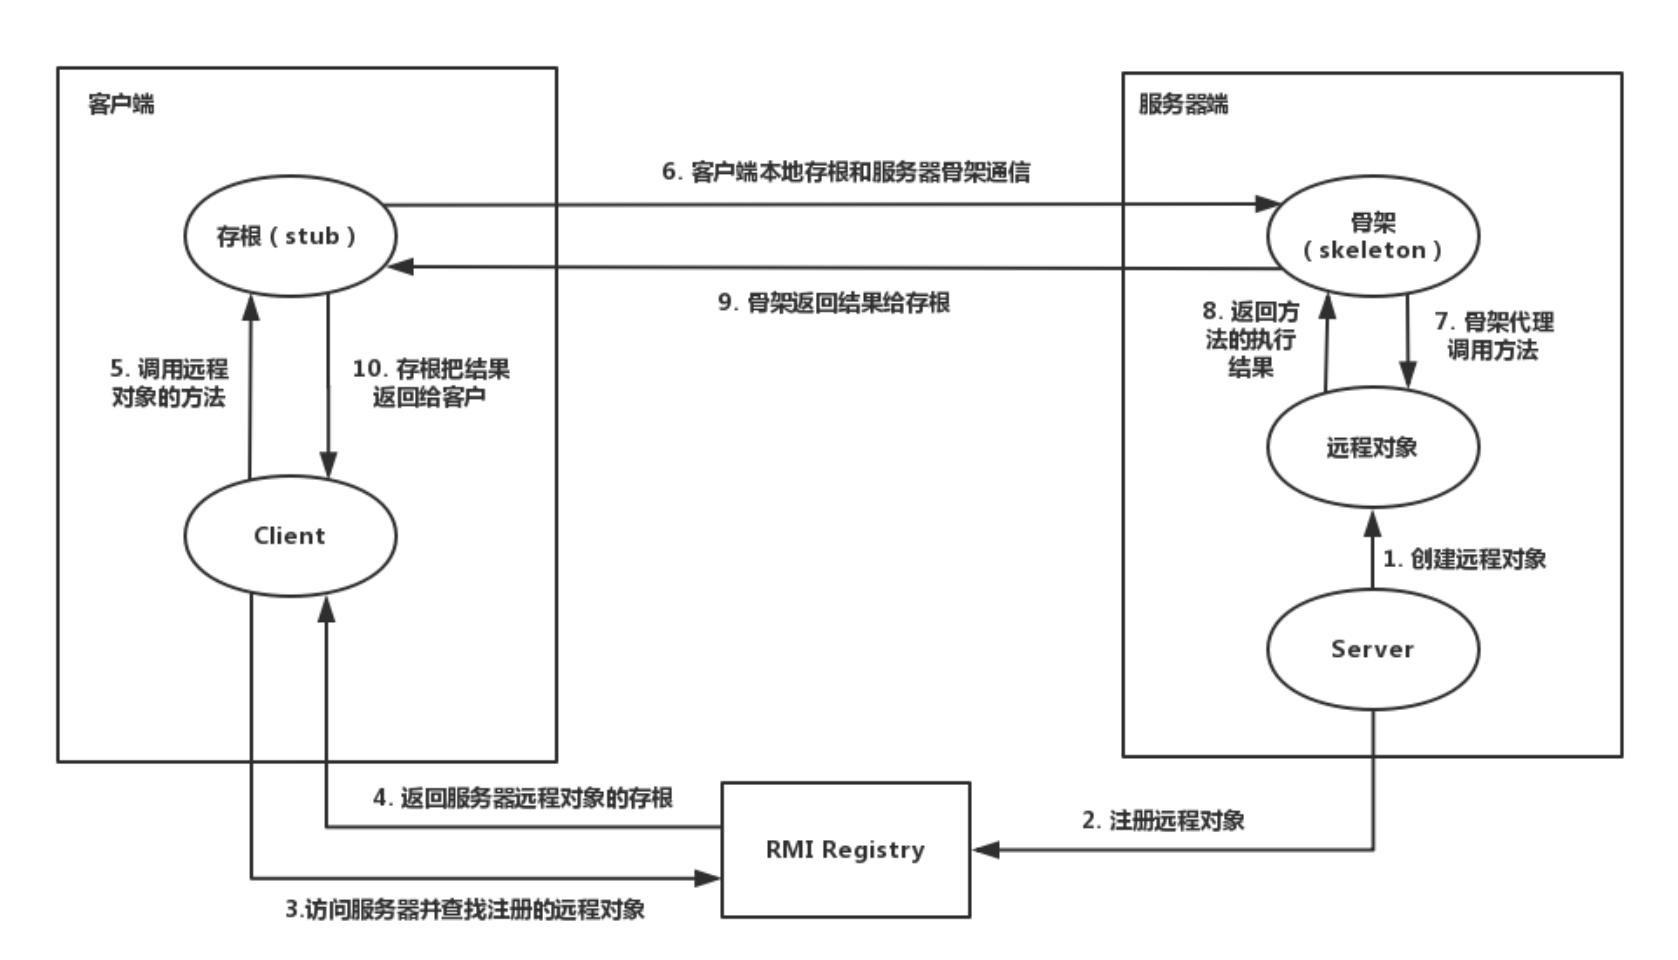 客户端
服务器端
6. 客户端本地存根和服务器骨架通信
存根（stub）
骨架
（skeleton）
9. 骨架返回结果给存根
8. 返回方
法的执行
结果
7. 骨架代理
调用方法
5. 调用远程
对象的方法
10. 存根把结果
返回给客户
远程对象
Client
1. 创建远程对象
Server
4. 返回服务器远程对象的存根
2. 注册远程对象
RMI Registry
3.访问服务器并查找注册的远程对象